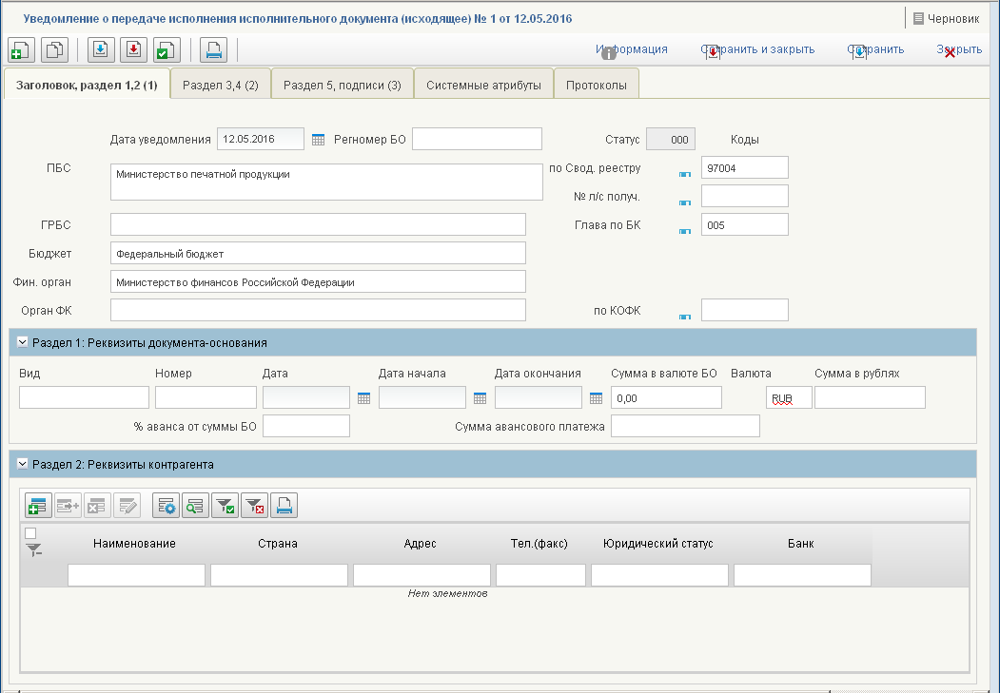 Уведомление о передаче исполнения исполнительного документа (исходящее) № 1 от 12.05.2016
Черновик
Информация Сохранить и закрыть Сохранить Закрыть
Заголовок, раздел 1,2 (1) Раздел 3,4 (2) Раздел 5, подписи (3) Системные атрибуты Протоколы
Дата уведомления 12.05.2016 Регномер БО Статус 000 Коды
ПБС Министерство печатной продукции по Свод. реестру 97004
№ л/с получ.
ГРБС Глава по БК 005
Бюджет Федеральный бюджет
Фин. орган Министерство финансов Российской Федерации
Орган ФК по КОФК
Раздел 1: Реквизиты документа-основания
Вид Номер Дата Дата начала Дата окончания Сумма в валюте БО Валюта Сумма в рублях
0,00 RUB
% аванса от суммы БО Сумма авансового платежа
Раздел 2: Реквизиты контрагента
Наименование Страна Адрес Тел.(факс) Юридический статус Банк
Нет элементов